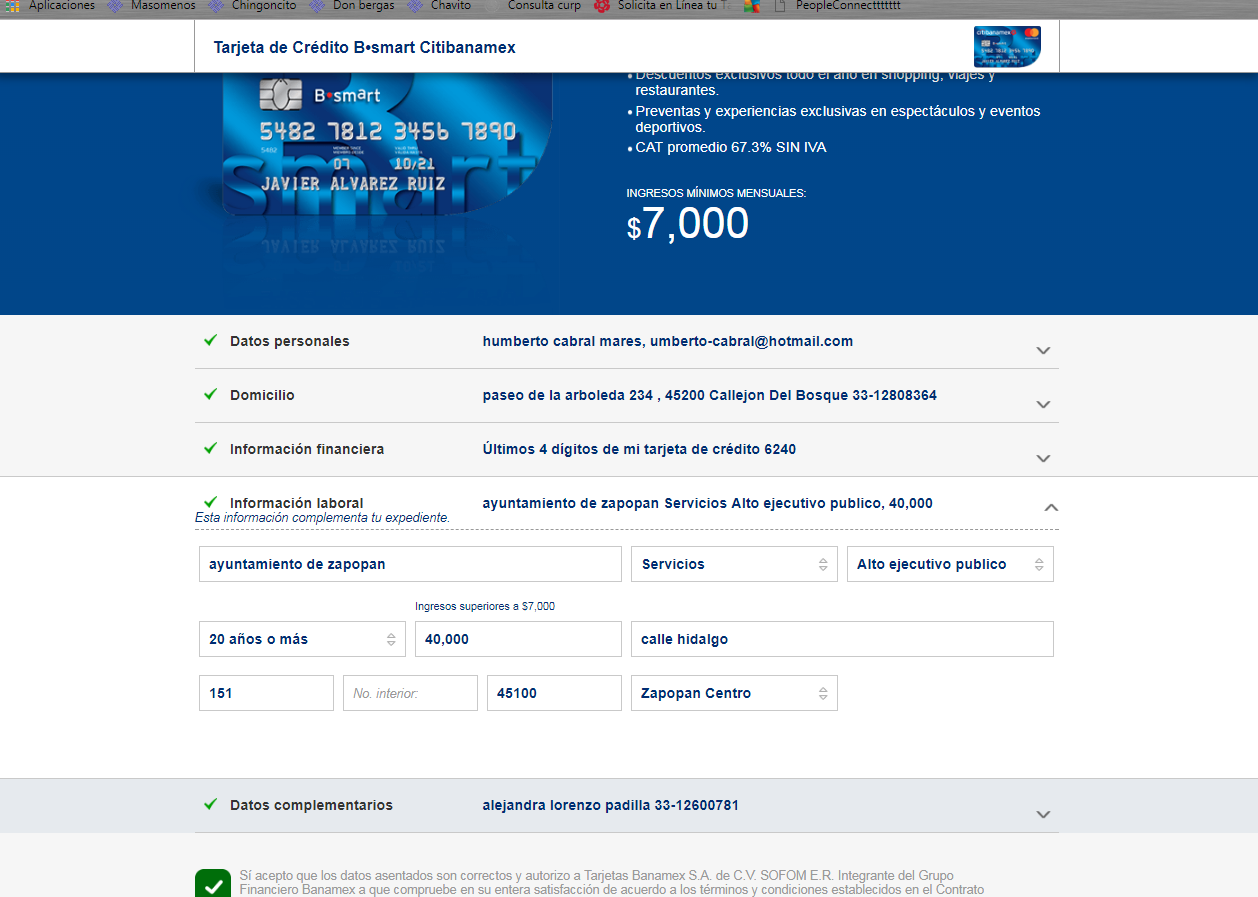 Aplicaciones Masomenos Chingoncito Don bergas Chavito Consulta curp Solicita en Línea tu T PeopleConnecttttttt
Tarjeta de Crédito B•smart Citibanamex
citibanamex
B•smart
5482 7812 3456 7890
5482
07 10/21
JAVIER ALVAREZ RUIZ
smart
• Descuentos exclusivos todo el año en shopping, viajes y
restaurantes.
• Preventas y experiencias exclusivas en espectáculos y eventos
deportivos.
• CAT promedio 67.3% SIN IVA
INGRESOS MÍNIMOS MENSUALES:
$7,000
Datos personales humberto cabral mares, umberto-cabral@hotmail.com
Domicilio paseo de la arboleda 234 , 45200 Callejon Del Bosque 33-12808364
Información financiera Últimos 4 dígitos de mi tarjeta de crédito 6240
Información laboral ayuntamiento de zapopan Servicios Alto ejecutivo publico, 40,000
Esta información complementa tu expediente.
ayuntamiento de zapopan Servicios Alto ejecutivo publico
Ingresos superiores a $7,000
20 años o más 40,000 calle hidalgo
151 No. interior: 45100 Zapopan Centro
Datos complementarios alejandra lorenzo padilla 33-12600781
Sí acepto que los datos asentados son correctos y autorizo a Tarjetas Banamex S.A. de C.V. SOFOM E.R. Integrante del Grupo
Financiero Banamex a que compruebe en su entera satisfacción de acuerdo a los términos y condiciones establecidos en el Contrato